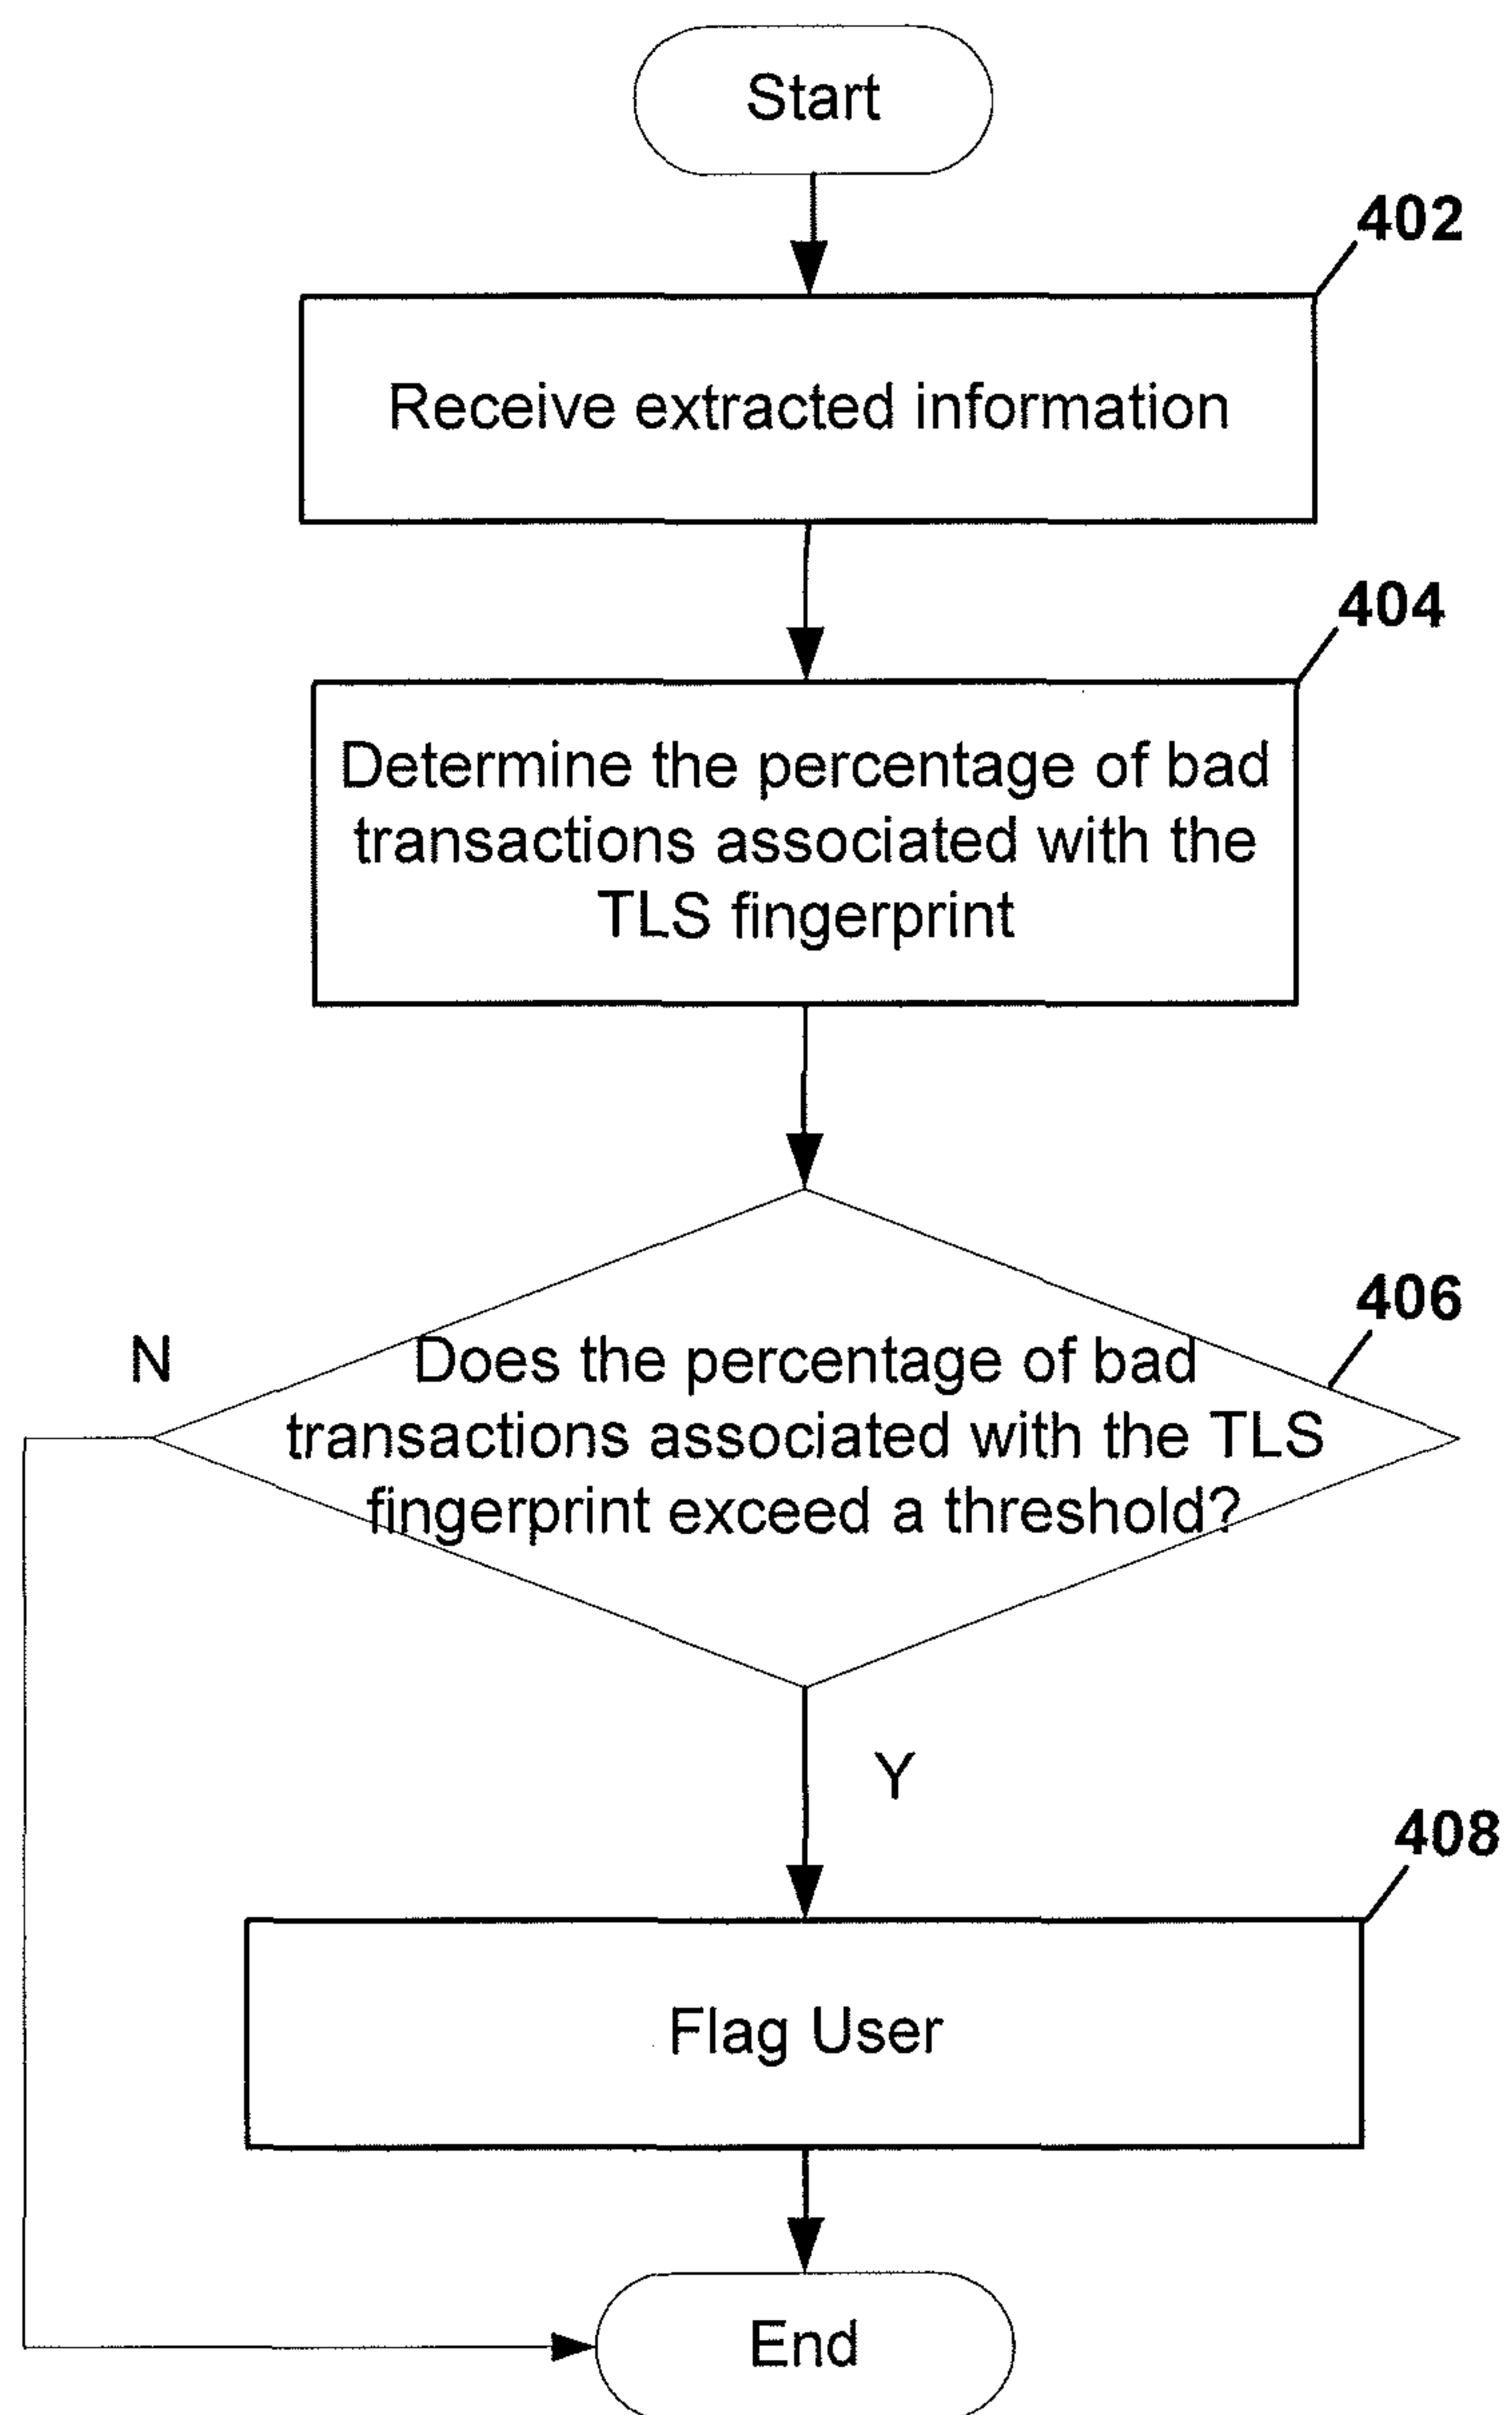 Start
402
Receive extracted information
404
Determine the percentage of bad
transactions associated with the
TLS fingerprint
406
N
Does the percentage of bad
transactions associated with the TLS
fingerprint exceed a threshold?
Y
408
Flag User
End